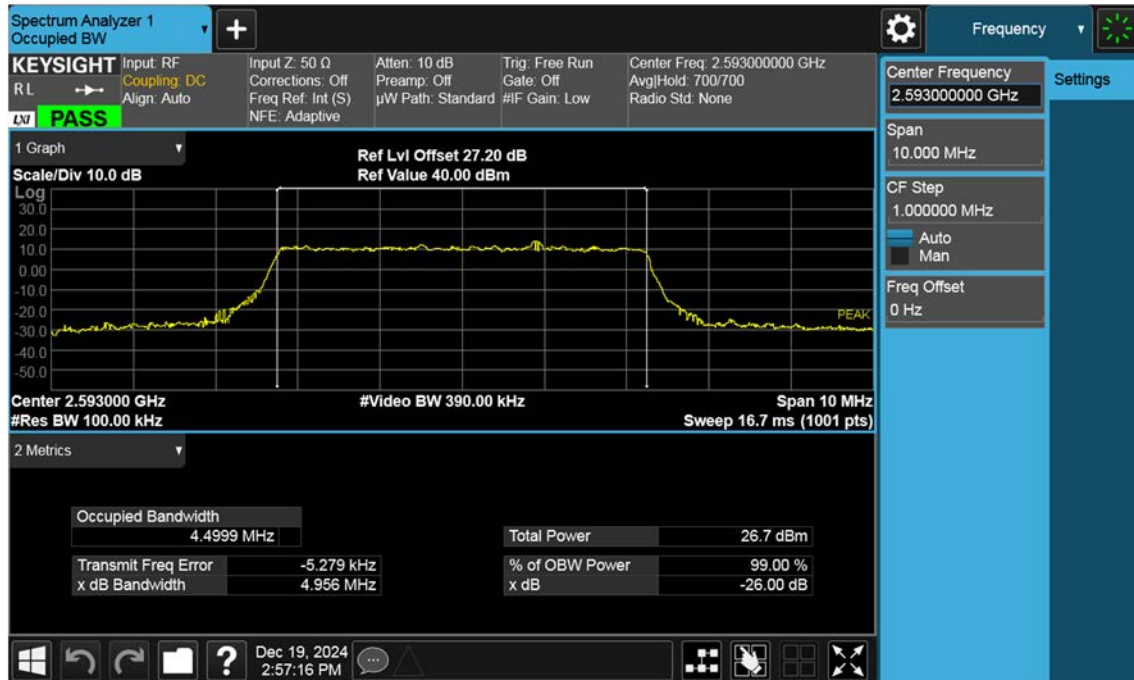 Spectrum Analyzer 1
Occupied BW
+
Frequency
KEYSIGHT
R L
LXI
PASS
Input: RF
Coupling: DC
Align: Auto
Input Z: 50 Ω
Corrections: Off
Freq Ref: Int (S)
NFE: Adaptive
Atten: 10 dB
Preamp: Off
µW Path: Standard
Trig: Free Run
Gate: Off
#IF Gain: Low
Center Freq: 2.593000000 GHz
Avg|Hold: 700/700
Radio Std: None
Center Frequency
2.593000000 GHz
Settings
Span
10.000 MHz
CF Step
1.000000 MHz
Auto
Man
Freq Offset
0 Hz
1 Graph
Scale/Div 10.0 dB
Ref Lvl Offset 27.20 dB
Ref Value 40.00 dBm
Log
30.0
20.0
10.0
0.00
-10.0
-20.0
-30.0
-40.0
-50.0
PEAK
Center 2.593000 GHz
#Video BW 390.00 kHz
Span 10 MHz
#Res BW 100.00 kHz
Sweep 16.7 ms (1001 pts)
2 Metrics
Occupied Bandwidth
4.4999 MHz
Total Power 26.7 dBm
Transmit Freq Error -5.279 kHz
% of OBW Power 99.00 %
x dB Bandwidth 4.956 MHz
x dB -26.00 dB
?
Dec 19, 2024
2:57:16 PM